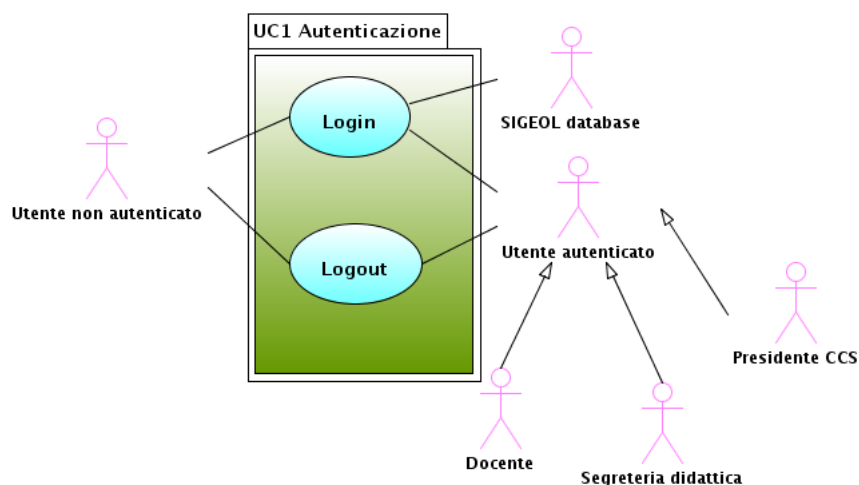 UC1 Autenticazione
Login
SIGEOL database
Utente non autenticato
Utente autenticato
Logout
Presidente CCS
Docente
Segreteria didattica